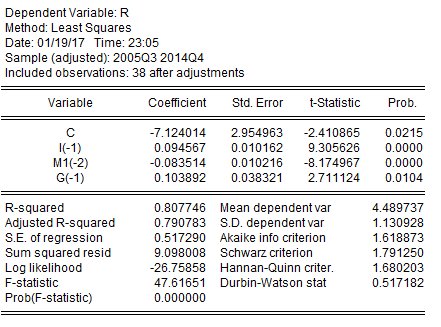 Dependent Variable: R
Method: Least Squares
Date: 01/19/17 Time: 23:05
Sample (adjusted): 2005Q3 2014Q4
Included observations: 38 after adjustments
Variable Coefficient Std. Error t-Statistic Prob.
C -7.124014 2.954963 -2.410865 0.0215
I(-1) 0.094567 0.010162 9.305626 0.0000
M1(-2) -0.083514 0.010216 -8.174967 0.0000
G(-1) 0.103892 0.038321 2.711124 0.0104
R-squared 0.807746 Mean dependent var 4.489737
Adjusted R-squared 0.790783 S.D. dependent var 1.130928
S.E. of regression 0.517290 Akaike info criterion 1.618873
Sum squared resid 9.098008 Schwarz criterion 1.791250
Log likelihood -26.75858 Hannan-Quinn criter. 1.680203
F-statistic 47.61651 Durbin-Watson stat 0.517182
Prob(F-statistic) 0.000000